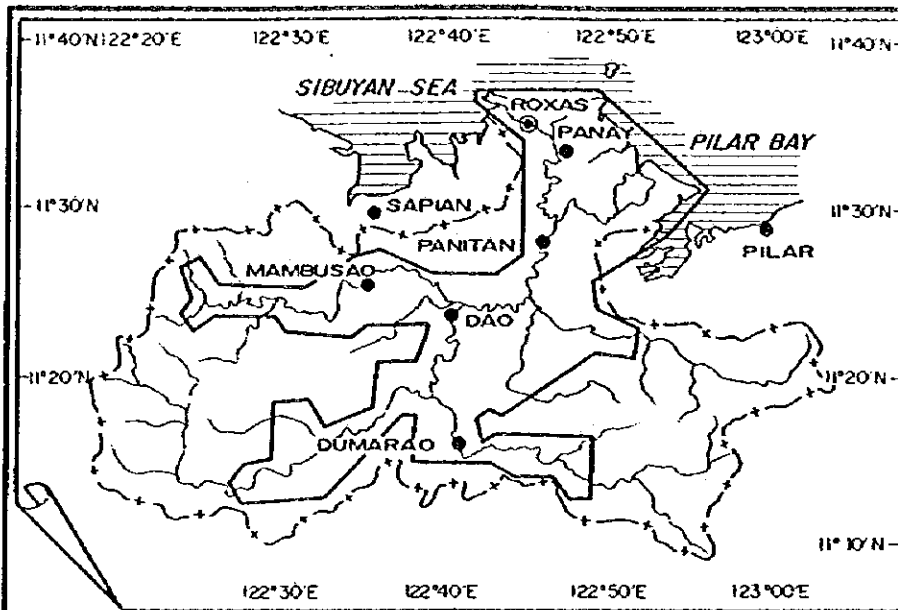 11°40'N 122°20'E 122°30'E 122°40'E 122°50'E 123°00'E 11°40'N
SIBUYAN SEA
ROXAS
PANAY
PILAR BAY
11°30'N
SAPIAN
11°30'N
PANITAN
PILAR
MAMBUSAO
DAO
11°20'N
11°20'N
DUMARAO
11°10'N
122°30'E 122°40'E 122°50'E 123°00'E